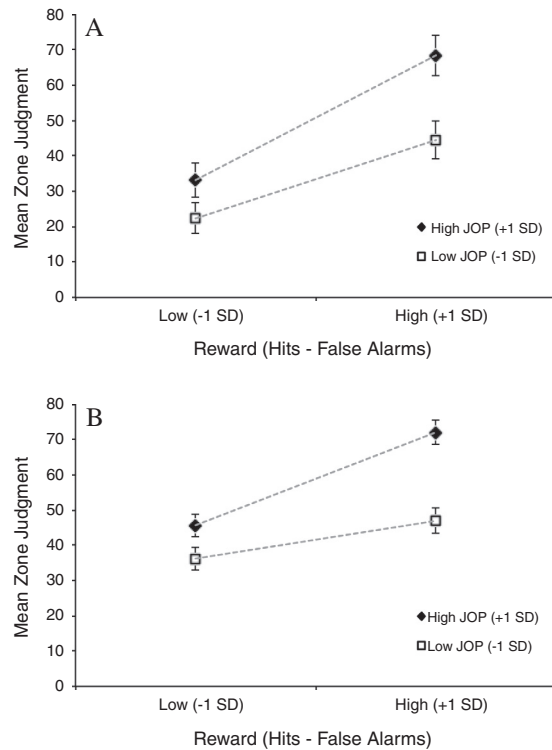 A
80
70
60
50
40
30
20
10
0
Mean Zone Judgment
High JOP (+1 SD)
Low JOP (-1 SD)
Low (-1 SD) High (+1 SD)
Reward (Hits - False Alarms)
B
80
70
60
50
40
30
20
10
0
Mean Zone Judgment
High JOP (+1 SD)
Low JOP (-1 SD)
Low (-1 SD) High (+1 SD)
Reward (Hits - False Alarms)